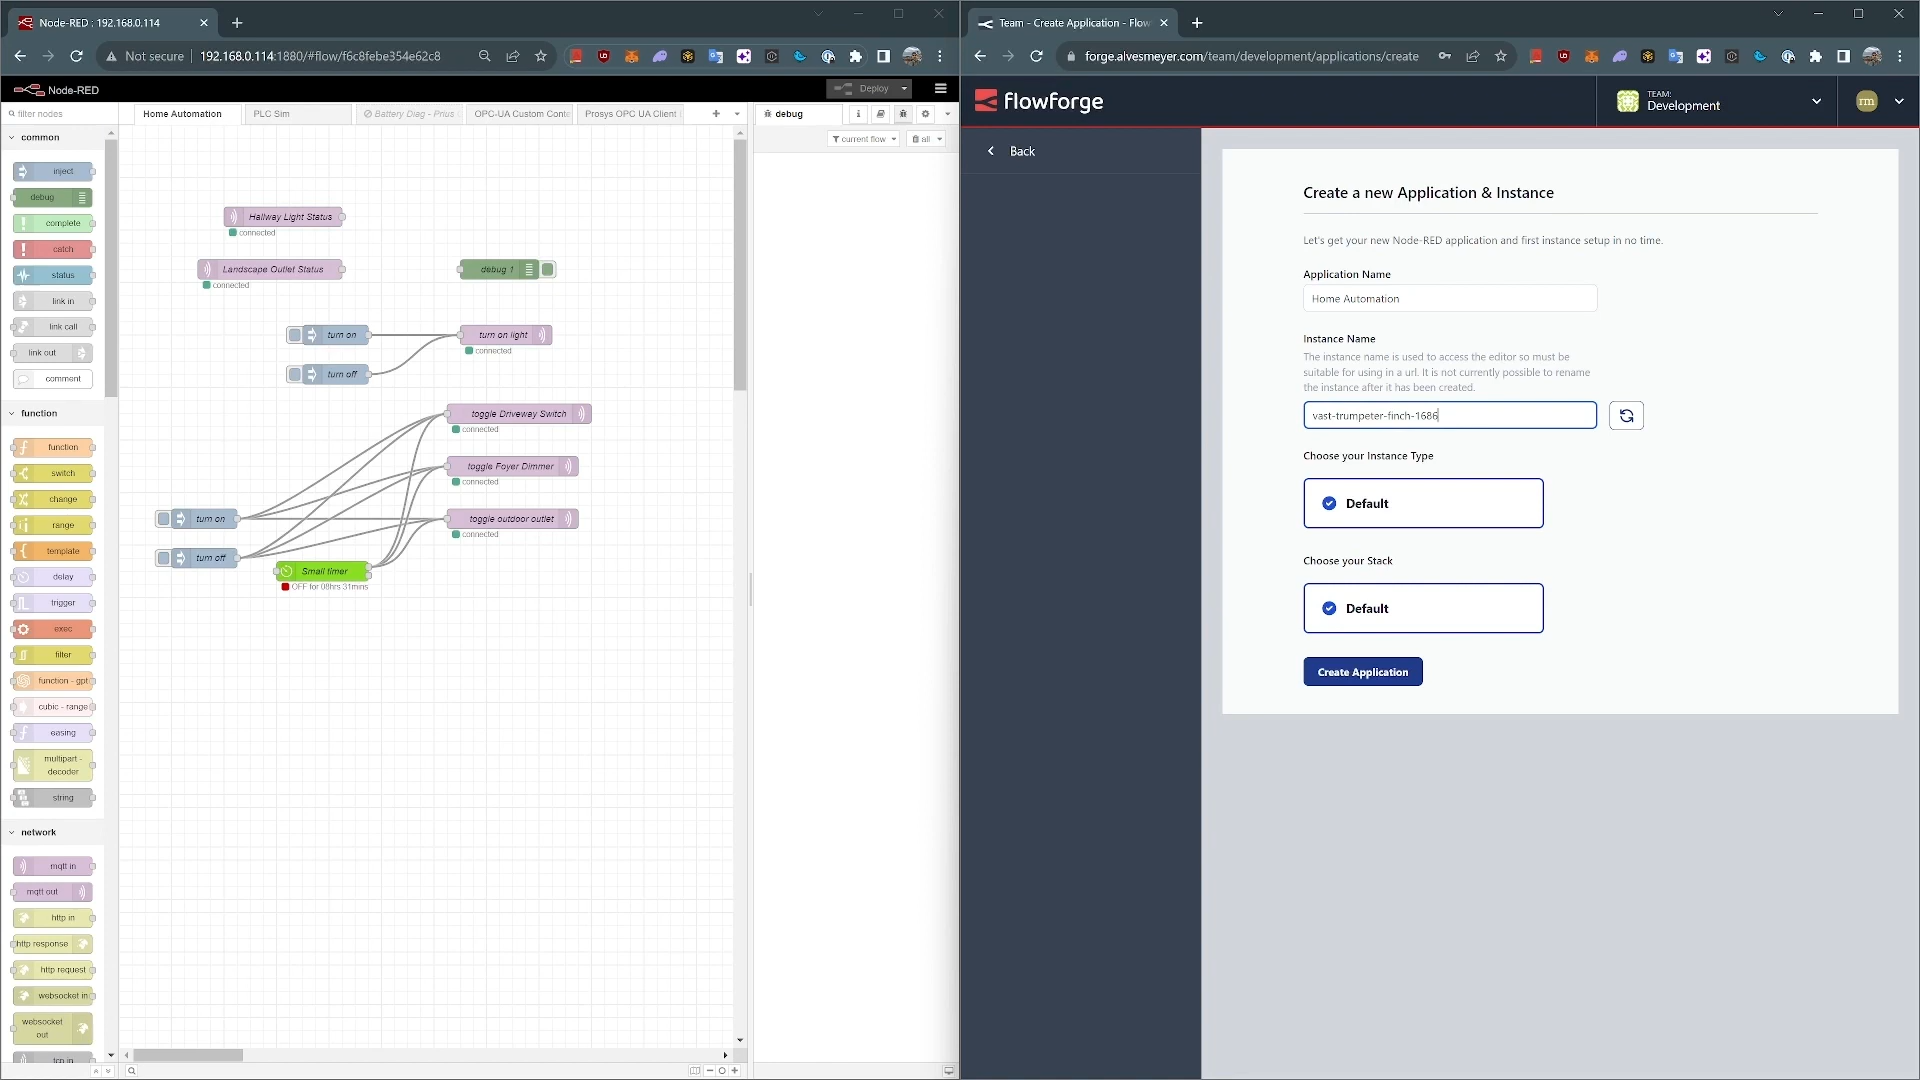 Node-RED : 192.168.0.114
Not secure
192.168.0.114:1880/#flow/f6c8febe354e62c8
Node-RED
Deploy
filter nodes
common
inject
debug
complete
catch
status
link in
link call
link out
comment
function
function
switch
change
range
template
delay
trigger
exec
filter
function - gpt
cubic - range
easing
multipart -
decoder
string
network
mqtt in
mqtt out
http in
http response
http request
websocket in
websocket
out
tcp in
Home Automation
PLC Sim
Battery Diag - Prius
OPC-UA Custom Conte
Prosys OPC UA Client
Hallway Light Status
connected
Landscape Outlet Status
connected
debug 1
turn on
turn on light
connected
turn off
toggle Driveway Switch
connected
toggle Foyer Dimmer
connected
turn on
toggle outdoor outlet
connected
turn off
Small timer
OFF for 08hrs 31mins
debug
i
current flow
all
Team - Create Application - Flow
forge.alvesmeyer.com/team/development/applications/create
flowforge
TEAM:
Development
rm
Back
Create a new Application & Instance
Let's get your new Node-RED application and first instance setup in no time.
Application Name
Home Automation
Instance Name
The instance name is used to access the editor so must be
suitable for using in a url. It is not currently possible to rename
the instance after it has been created.
vast-trumpeter-finch-1686
Choose your Instance Type
Default
Choose your Stack
Default
Create Application